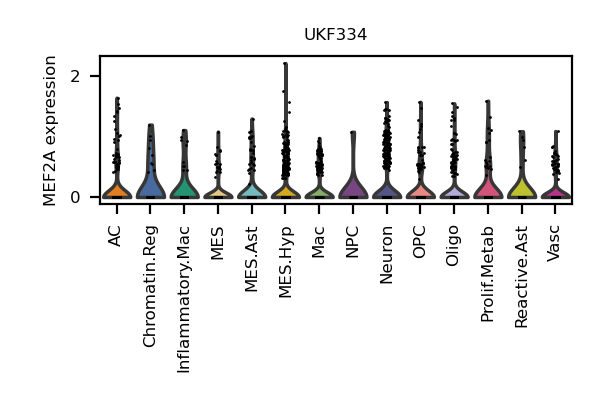 UKF334
MEF2A expression
2
0
AC
Chromatin.Reg
Inflammatory.Mac
MES
MES.Ast
MES.Hyp
Mac
NPC
Neuron
OPC
Oligo
Prolif.Metab
Reactive.Ast
Vasc